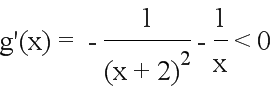 g'(x) = - 1/(x + 2)² - 1/x < 0